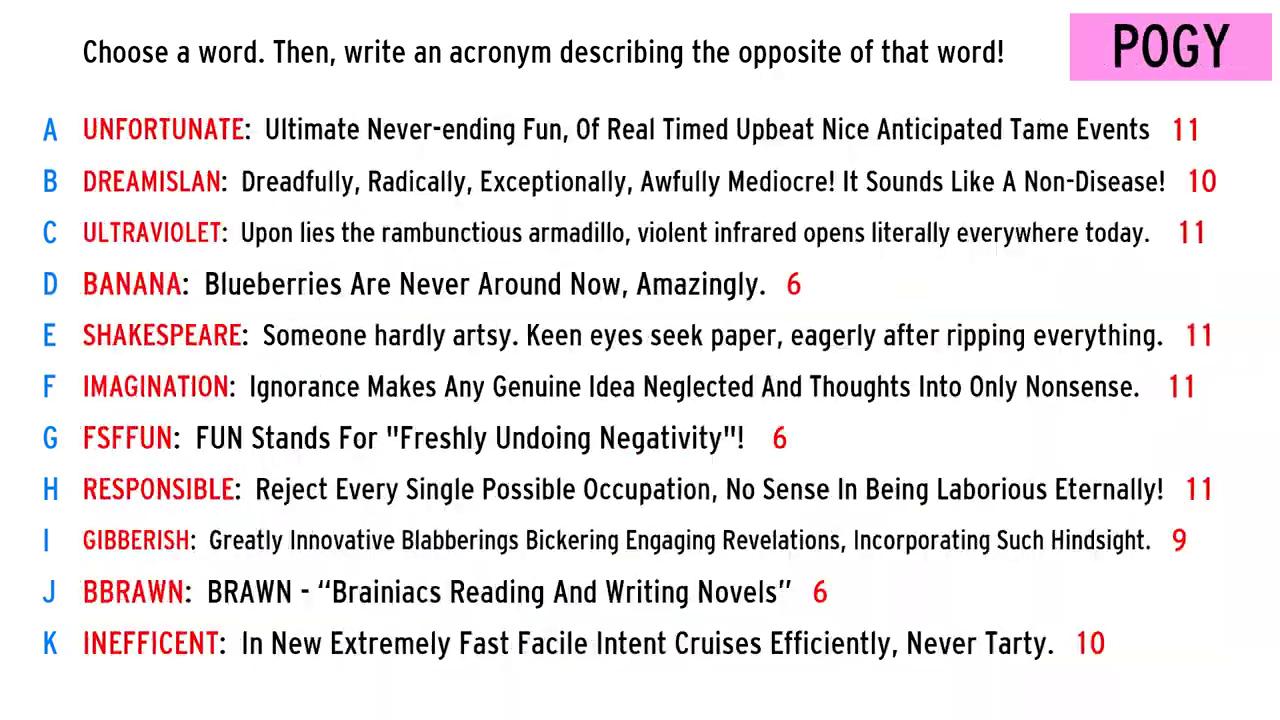 Choose a word. Then, write an acronym describing the opposite of that word!
POGY
A UNFORTUNATE: Ultimate Never-ending Fun, Of Real Timed Upbeat Nice Anticipated Tame Events 11
B DREAMISLAN: Dreadfully, Radically, Exceptionally, Awfully Mediocre! It Sounds Like A Non-Disease! 10
C ULTRAVIOLET: Upon lies the rambunctious armadillo, violent infrared opens literally everywhere today. 11
D BANANA: Blueberries Are Never Around Now, Amazingly. 6
E SHAKESPEARE: Someone hardly artsy. Keen eyes seek paper, eagerly after ripping everything. 11
F IMAGINATION: Ignorance Makes Any Genuine Idea Neglected And Thoughts Into Only Nonsense. 11
G FSFFUN: FUN Stands For "Freshly Undoing Negativity"! 6
H RESPONSIBLE: Reject Every Single Possible Occupation, No Sense In Being Laborious Eternally! 11
I GIBBERISH: Greatly Innovative Blabberings Bickering Engaging Revelations, Incorporating Such Hindsight. 9
J BBRAWN: BRAWN - “Brainiacs Reading And Writing Novels” 6
K INEFFICENT: In New Extremely Fast Facile Intent Cruises Efficiently, Never Tarty. 10